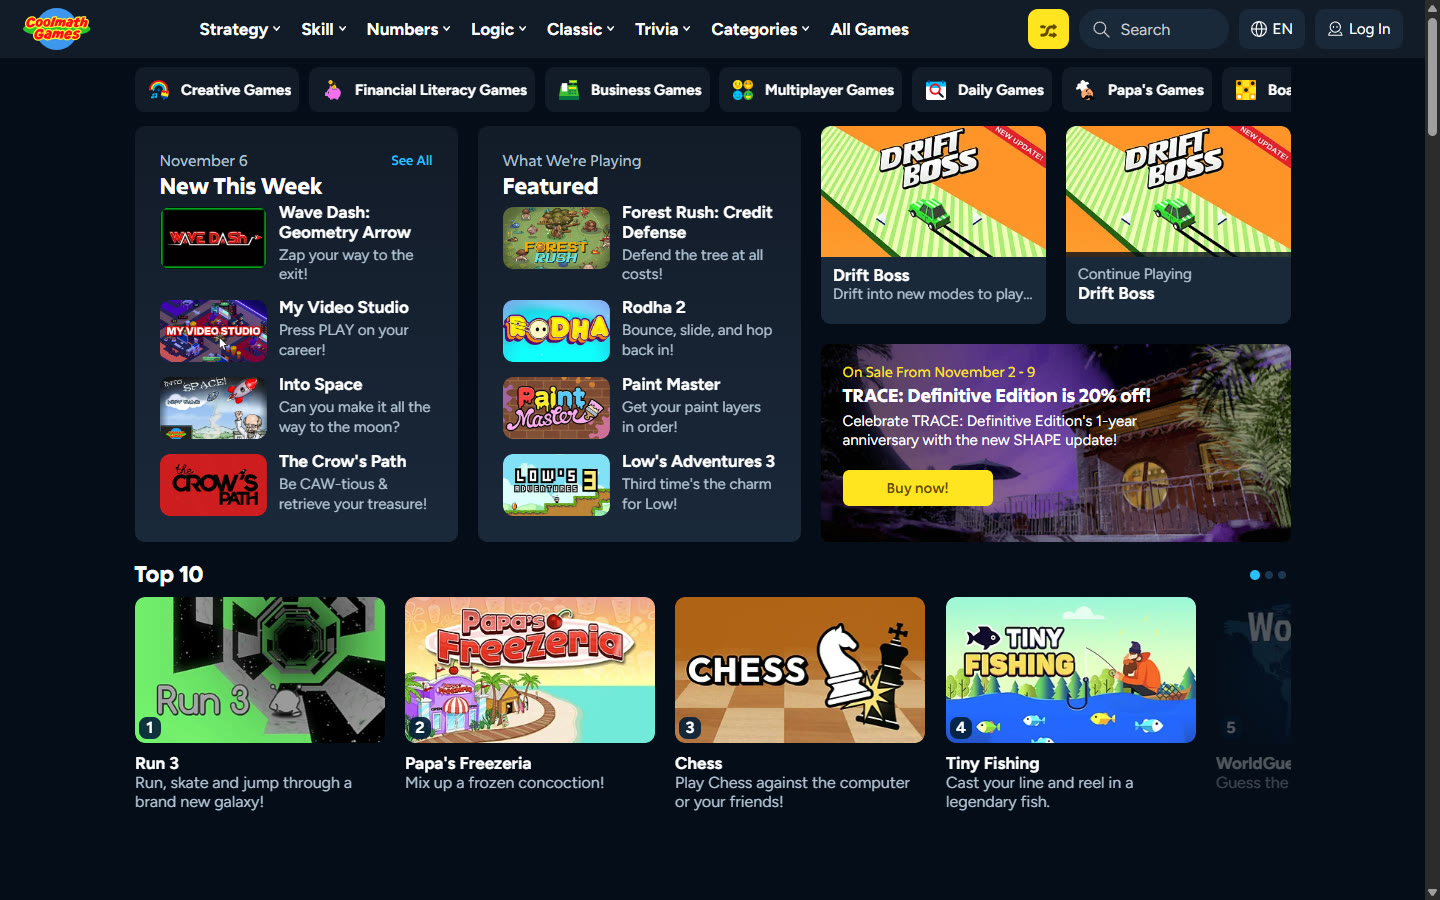 Coolmath
Games
Strategy
Skill
Numbers
Logic
Classic
Trivia
Categories
All Games
Search
EN
Log In
Creative Games
Financial Literacy Games
Business Games
Multiplayer Games
Daily Games
Papa's Games
Boa
November 6
See All
New This Week
WAVE DASH
Wave Dash:
Geometry Arrow
Zap your way to the
exit!
MY VIDEO STUDIO
My Video Studio
Press PLAY on your
career!
INTO SPACE!
Into Space
Can you make it all the
way to the moon?
the
CROW'S
PATH
The Crow's Path
Be CAW-tious &
retrieve your treasure!
What We're Playing
Featured
FOREST
RUSH
Forest Rush: Credit
Defense
Defend the tree at all
costs!
RODHA
Rodha 2
Bounce, slide, and hop
back in!
Paint
Master
Paint Master
Get your paint layers
in order!
LOW'S
ADVENTURES
3
Low's Adventures 3
Third time's the charm
for Low!
DRIFT
BOSS
NEW UPDATE!
Drift Boss
Drift into new modes to play...
DRIFT
BOSS
NEW UPDATE!
Continue Playing
Drift Boss
On Sale From November 2 - 9
TRACE: Definitive Edition is 20% off!
Celebrate TRACE: Definitive Edition's 1-year
anniversary with the new SHAPE update!
Buy now!
Top 10
Run 3
1
Run 3
Run, skate and jump through a
brand new galaxy!
Papa's
Freezeria
2
Papa's Freezeria
Mix up a frozen concoction!
CHESS
3
Chess
Play Chess against the computer
or your friends!
TINY
FISHING
4
Tiny Fishing
Cast your line and reel in a
legendary fish.
Wo
5
WorldGue
Guess the